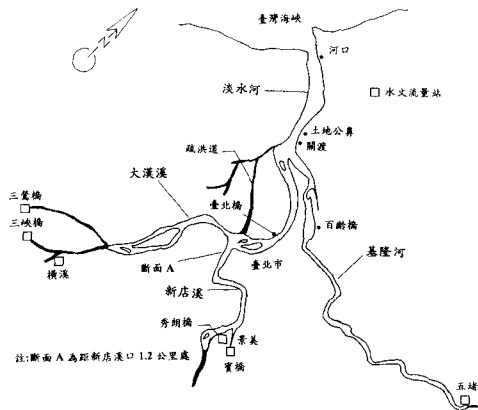 臺灣海峽
河口
淡水河
水文流量站
土地公鼻
關渡
疏洪道
大漢溪
三鶯橋
臺北橋
三峽橋
百齡橋
橫溪
斷面 A
臺北市
基隆河
新店溪
秀朗橋
景美
寶橋
註:斷面 A 為距新店溪口 1.2 公里處
五堵